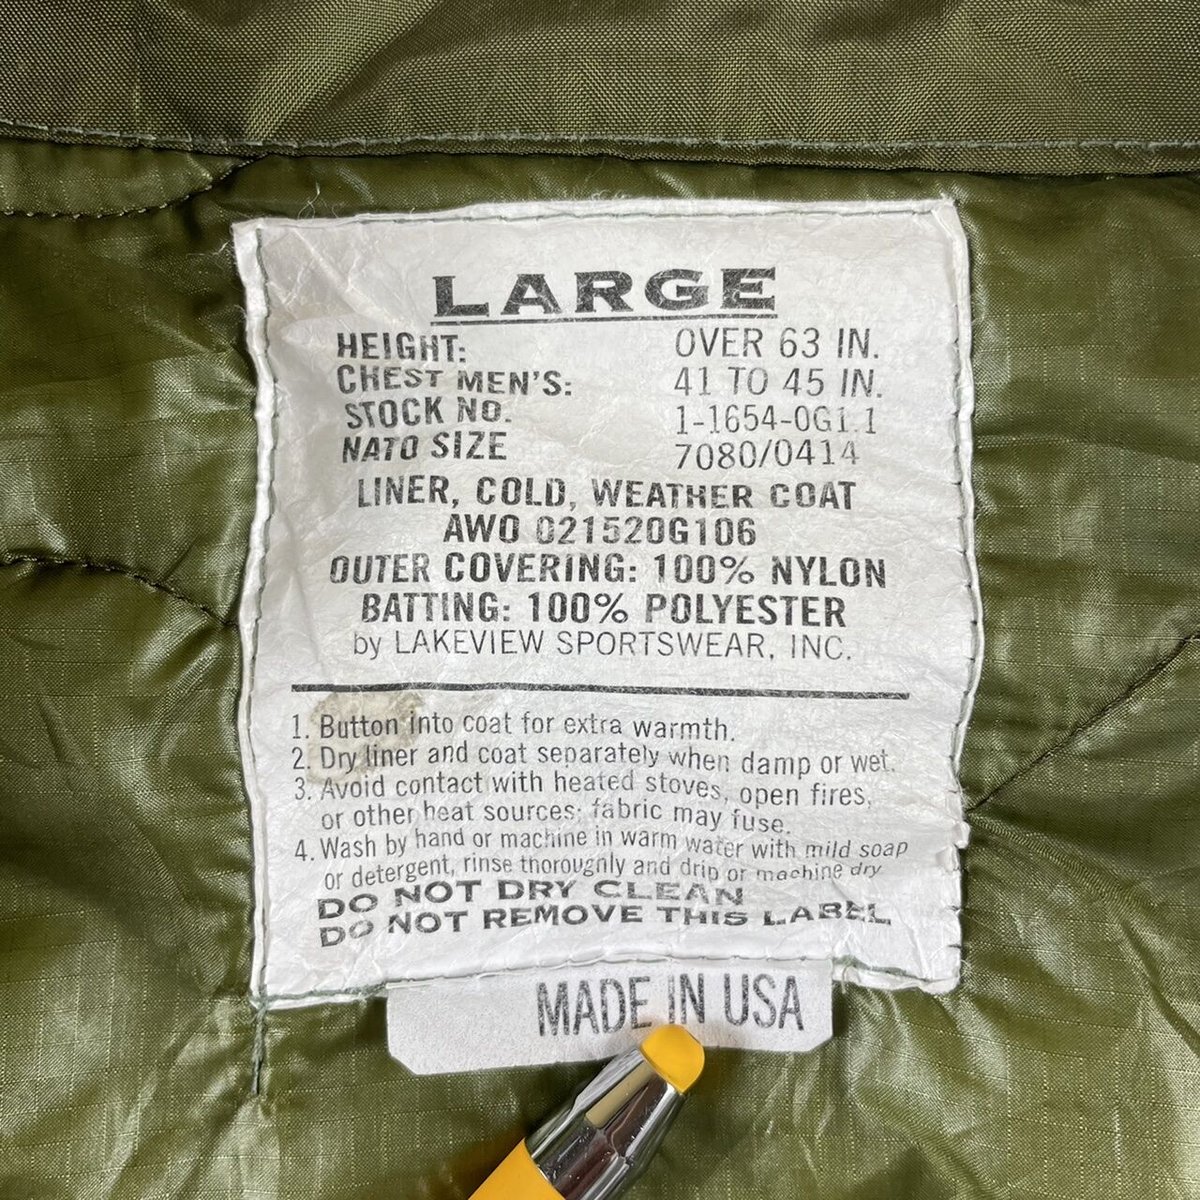 LARGE
HEIGHT: OVER 63 IN.
CHEST MEN'S: 41 TO 45 IN.
STOCK NO. 1-1654-0G1.1
NATO SIZE 7080/0414
LINER, COLD, WEATHER COAT
AWO 021520G106
OUTER COVERING: 100% NYLON
BATTING: 100% POLYESTER
by LAKEVIEW SPORTSWEAR, INC.
1. Button into coat for extra warmth.
2. Dry liner and coat separately when damp or wet.
3. Avoid contact with heated stoves, open fires,
or other heat sources; fabric may fuse.
4. Wash by hand or machine in warm water with mild soap
or detergent, rinse thoroughly and drip or machine dry
DO NOT DRY CLEAN
DO NOT REMOVE THIS LABEL
MADE IN USA